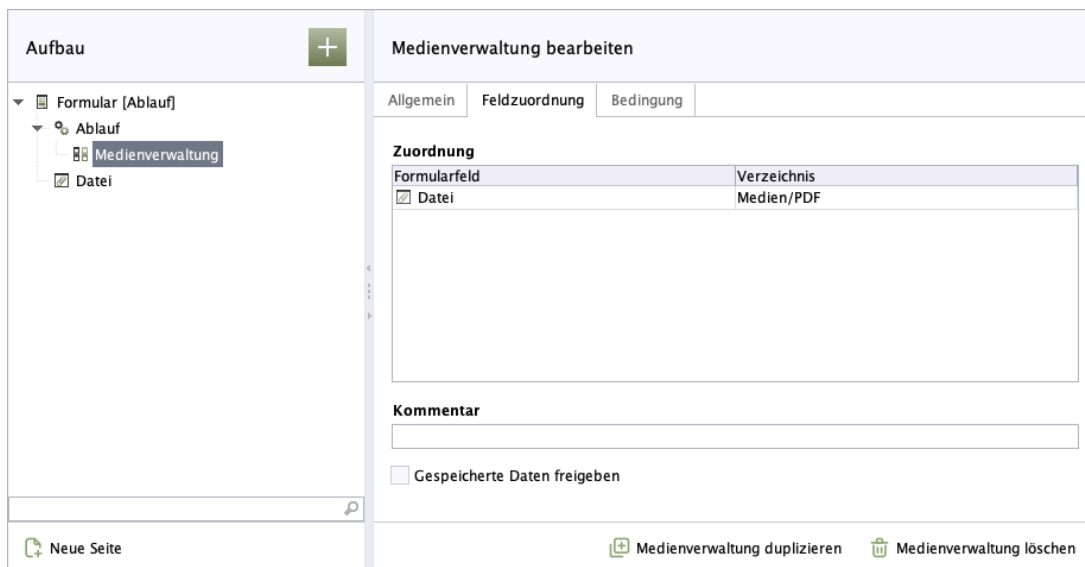 Aufbau
Formular [Ablauf]
Ablauf
Medienverwaltung
Datei
Neue Seite
Medienverwaltung bearbeiten
Allgemein Feldzuordnung Bedingung
Zuordnung
Formularfeld Verzeichnis
Datei Medien/PDF
Kommentar
Gespeicherte Daten freigeben
Medienverwaltung duplizieren Medienverwaltung löschen